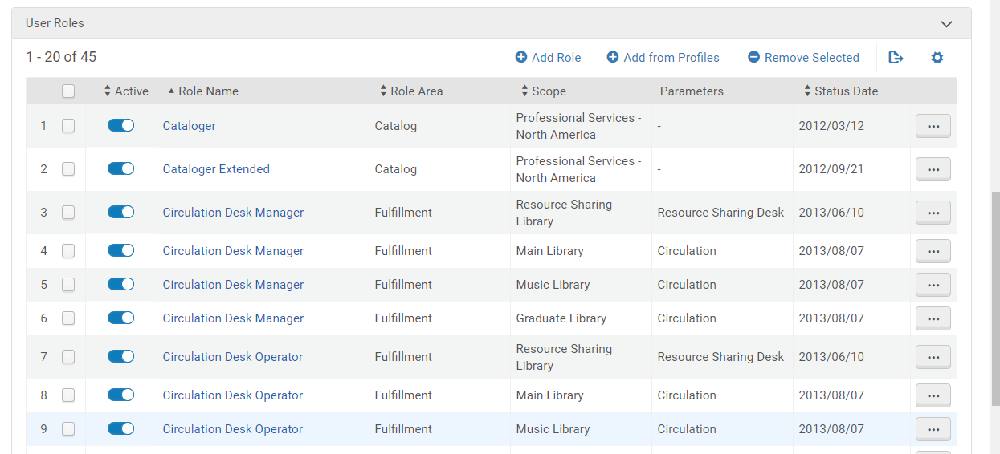 User Roles
1 - 20 of 45 Add Role Add from Profiles Remove Selected
Active Role Name Role Area Scope Parameters Status Date
1 Cataloger Catalog Professional Services - North America - 2012/03/12
2 Cataloger Extended Catalog Professional Services - North America - 2012/09/21
3 Circulation Desk Manager Fulfillment Resource Sharing Library Resource Sharing Desk 2013/06/10
4 Circulation Desk Manager Fulfillment Main Library Circulation 2013/08/07
5 Circulation Desk Manager Fulfillment Music Library Circulation 2013/08/07
6 Circulation Desk Manager Fulfillment Graduate Library Circulation 2013/08/07
7 Circulation Desk Operator Fulfillment Resource Sharing Library Resource Sharing Desk 2013/06/10
8 Circulation Desk Operator Fulfillment Main Library Circulation 2013/08/07
9 Circulation Desk Operator Fulfillment Music Library Circulation 2013/08/07